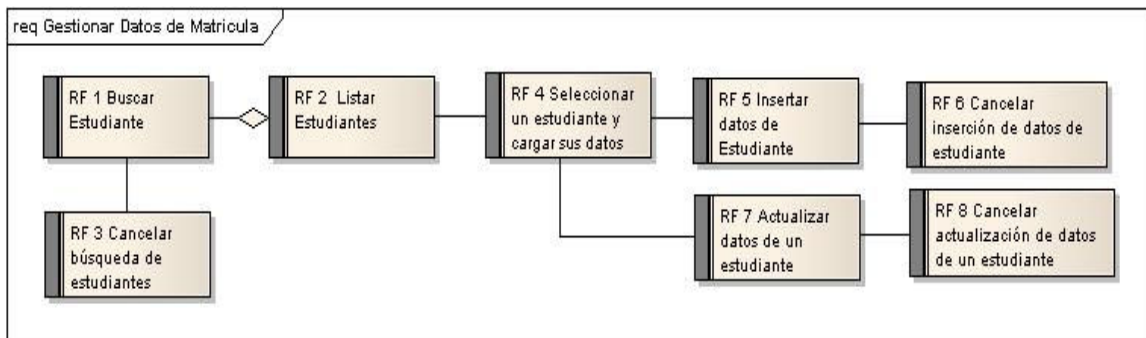 req Gestionar Datos de Matricula
RF 1 Buscar
Estudiante
RF 2 Listar
Estudiantes
RF 4 Seleccionar
un estudiante y
cargar sus datos
RF 5 Insertar
datos de
Estudiante
RF 6 Cancelar
inserción de datos de
estudiante
RF 3 Cancelar
búsqueda de
estudiantes
RF 7 Actualizar
datos de un
estudiante
RF 8 Cancelar
actualización de datos
de un estudiante